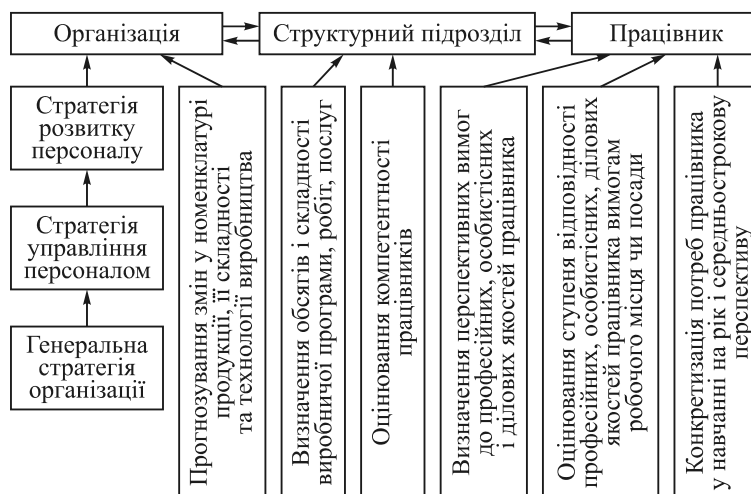 Організація
Структурний підрозділ
Працівник
Стратегія
розвитку
персоналу
Стратегія
управління
персоналом
Генеральна
стратегія
організації
Прогнозування змін у номенклатурі
продукції, її складності
та технології виробництва
Визначення обсягів і складності
виробничої програми, робіт, послуг
Оцінювання компетентності
працівників
Визначення перспективних вимог
до професійних, особистісних
і ділових якостей працівника
Оцінювання ступеня відповідності
професійних, особистісних, ділових
якостей працівника вимогам
робочого місця чи посади
Конкретизація потреб працівника
у навчанні на рік і середньострокову
перспективу